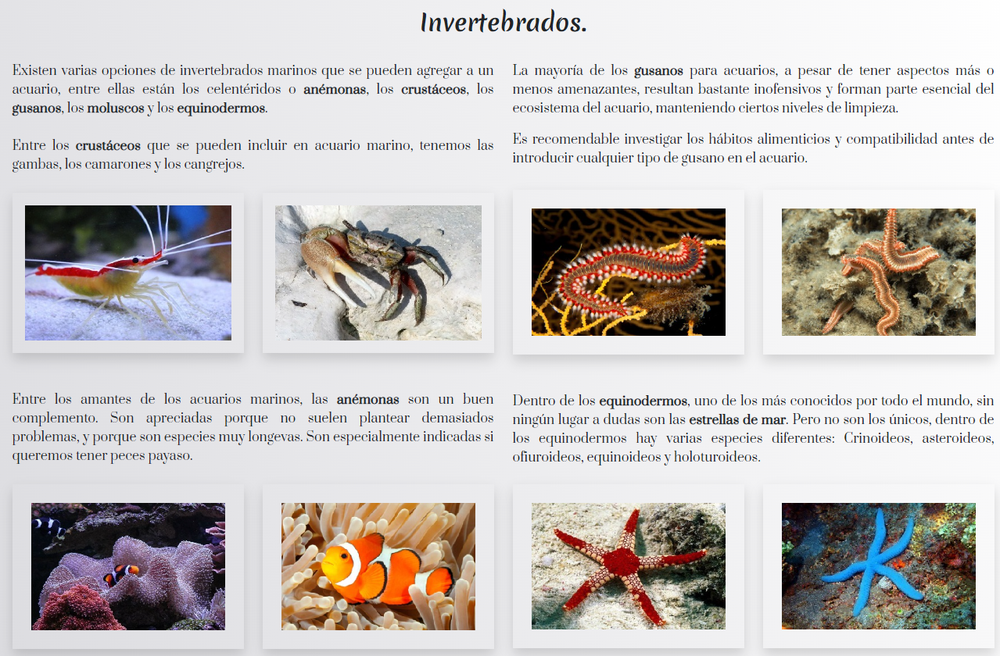 Invertebrados.
Existen varias opciones de invertebrados marinos que se pueden agregar a un
acuario, entre ellas están los celentéridos o anémonas, los crustáceos, los
gusanos, los moluscos y los equinodermos.
Entre los crustáceos que se pueden incluir en acuario marino, tenemos las
gambas, los camarones y los cangrejos.
La mayoría de los gusanos para acuarios, a pesar de tener aspectos más o
menos amenazantes, resultan bastante inofensivos y forman parte esencial del
ecosistema del acuario, manteniendo ciertos niveles de limpieza.
Es recomendable investigar los hábitos alimenticios y compatibilidad antes de
introducir cualquier tipo de gusano en el acuario.
Entre los amantes de los acuarios marinos, las anémonas son un buen
complemento. Son apreciadas porque no suelen plantear demasiados
problemas, y porque son especies muy longevas. Son especialmente indicadas si
queremos tener peces payaso.
Dentro de los equinodermos, uno de los más conocidos por todo el mundo, sin
ningún lugar a dudas son las estrellas de mar. Pero no son los únicos, dentro de
los equinodermos hay varias especies diferentes: Crinoideos, asteroideos,
ofiuroideos, equinoideos y holoturoideos.